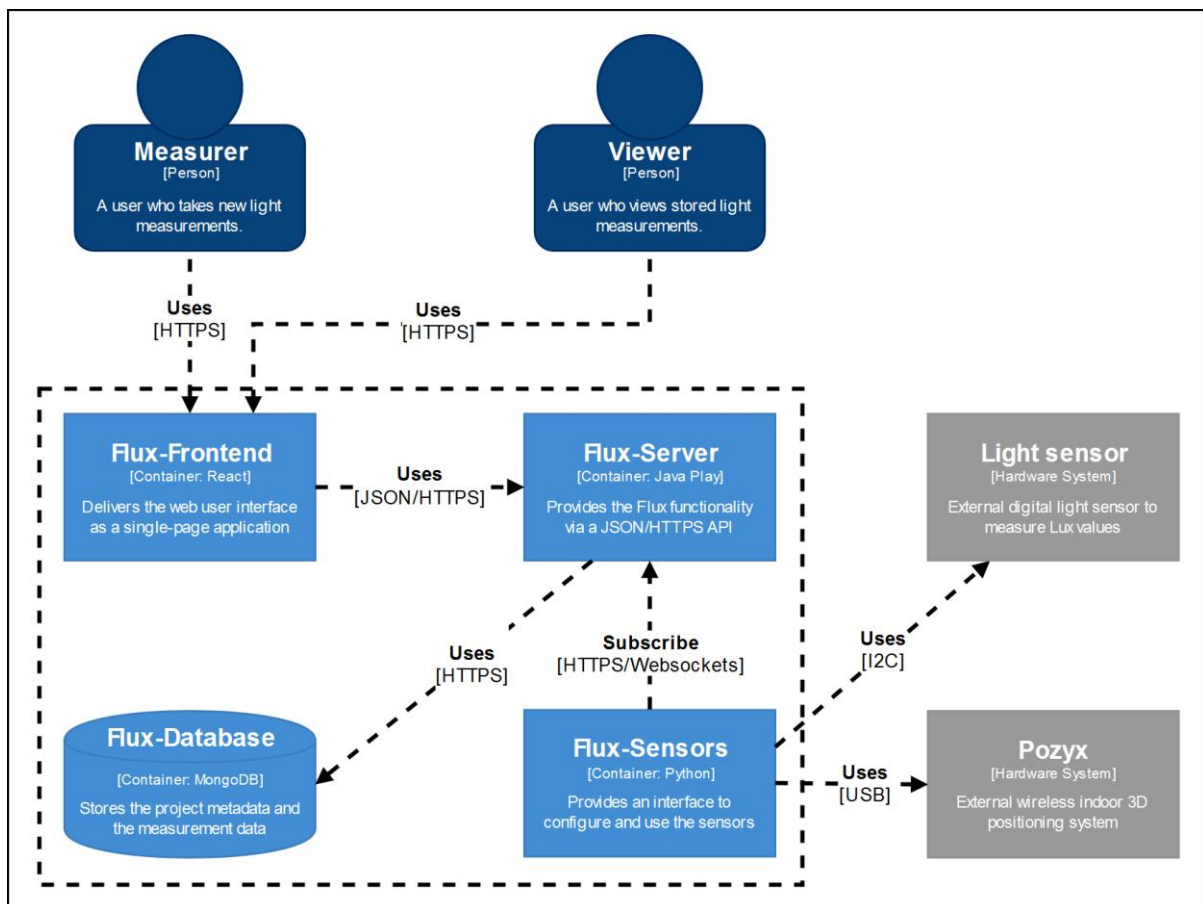 Measurer
[Person]
A user who takes new light
measurements.
Viewer
[Person]
A user who views stored light
measurements.
Uses
[HTTPS]
Uses
[HTTPS]
Flux-Frontend
[Container: React]
Delivers the web user interface
as a single-page application
Uses
[JSON/HTTPS]
Flux-Server
[Container: Java Play]
Provides the Flux functionality
via a JSON/HTTPS API
Light sensor
[Hardware System]
External digital light sensor to
measure Lux values
Uses
[HTTPS]
Subscribe
[HTTPS/Websockets]
Uses
[I2C]
Flux-Database
[Container: MongoDB]
Stores the project metadata and
the measurement data
Flux-Sensors
[Container: Python]
Provides an interface to
configure and use the sensors
Uses
[USB]
Pozyx
[Hardware System]
External wireless indoor 3D
positioning system